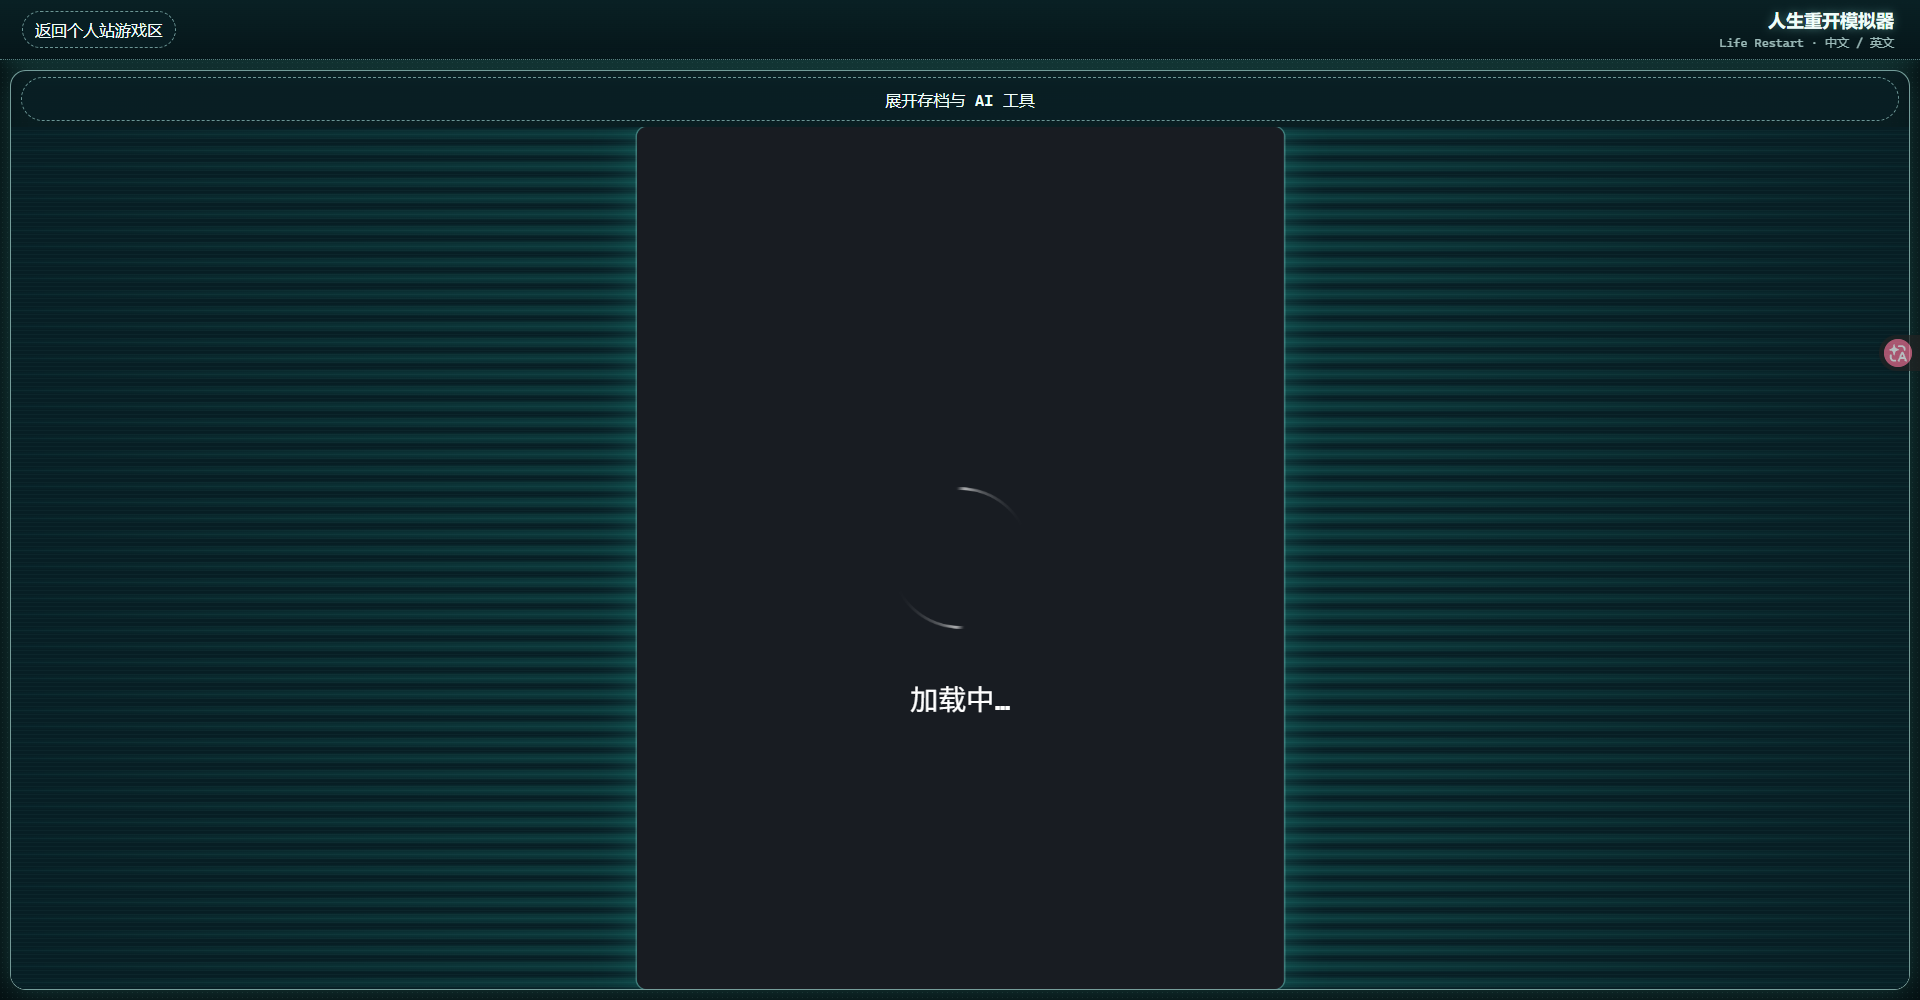 返回个人站游戏区
人生重开模拟器
Life Restart · 中文 / 英文
展开存档与 AI 工具
加载中...